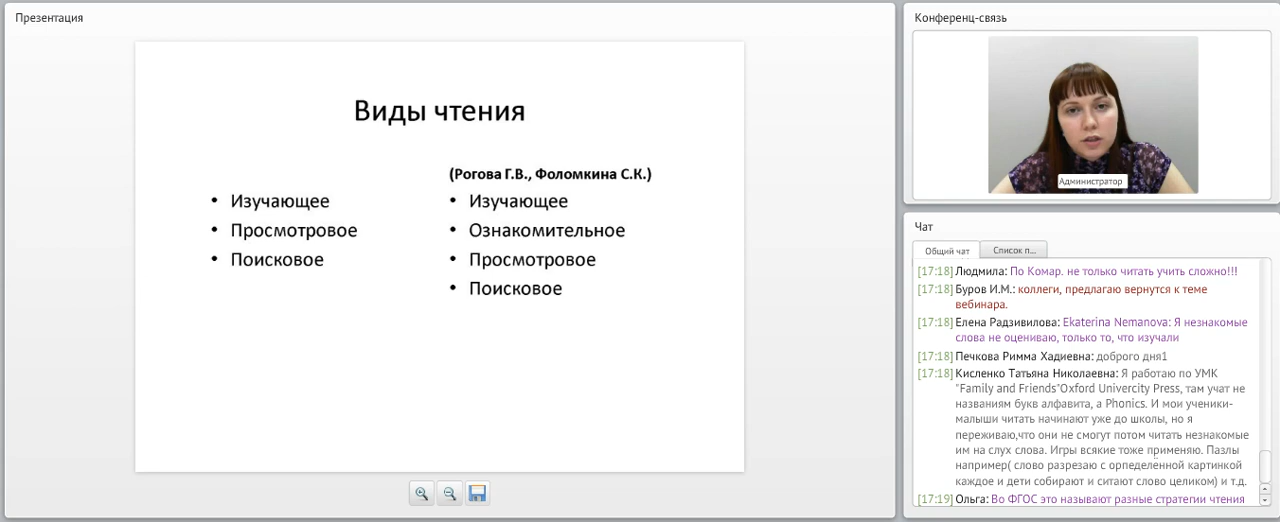 Презентация
Виды чтения
• Изучающее
• Просмотровое
• Поисковое
(Рогова Г.В., Фоломкина С.К.)
• Изучающее
• Ознакомительное
• Просмотровое
• Поисковое
Конференц-связь
Администратор
Чат
Общий чат
Список п...
[17:18] Людмила: По Комар. не только читать учить сложно!!!
[17:18] Буров И.М.: коллеги, предлагаю вернутся к теме
вебинара.
[17:18] Елена Радзивилова: Ekaterina Nemanova: Я незнакомые
слова не оцениваю, только то, что изучали
[17:18] Печкова Римма Хадиевна: доброго дня1
[17:18] Кисленко Татьяна Николаевна: Я работаю по УМК
"Family and Friends"Oxford Univercity Press, там учат не
названиям букв алфавита, а Phonics. И мои ученики-
малыши читать начинают уже до школы, но я
переживаю,что они не смогут потом читать незнакомые
им на слух слова. Игры всякие тоже применяю. Пазлы
например( слово разрезаю с орпеделённой картинкой
каждое и дети собирают и ситают слово целиком) и т.д.
[17:19] Ольга: Во ФГОС это называют разные стратегии чтения